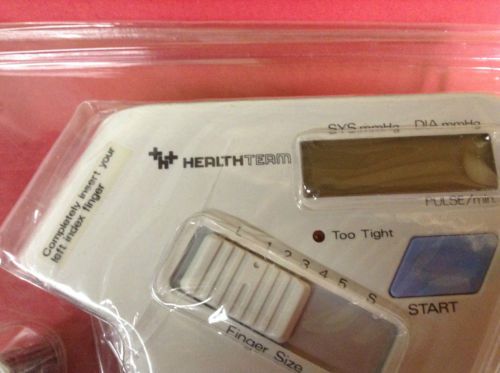 SYS.mmHg DIA.mmHg
HEALTHTEAM
Completely insert your
left index finger
PULSE/min.
Too Tight
L 1 2 3 4 5 S
START
Finger Size